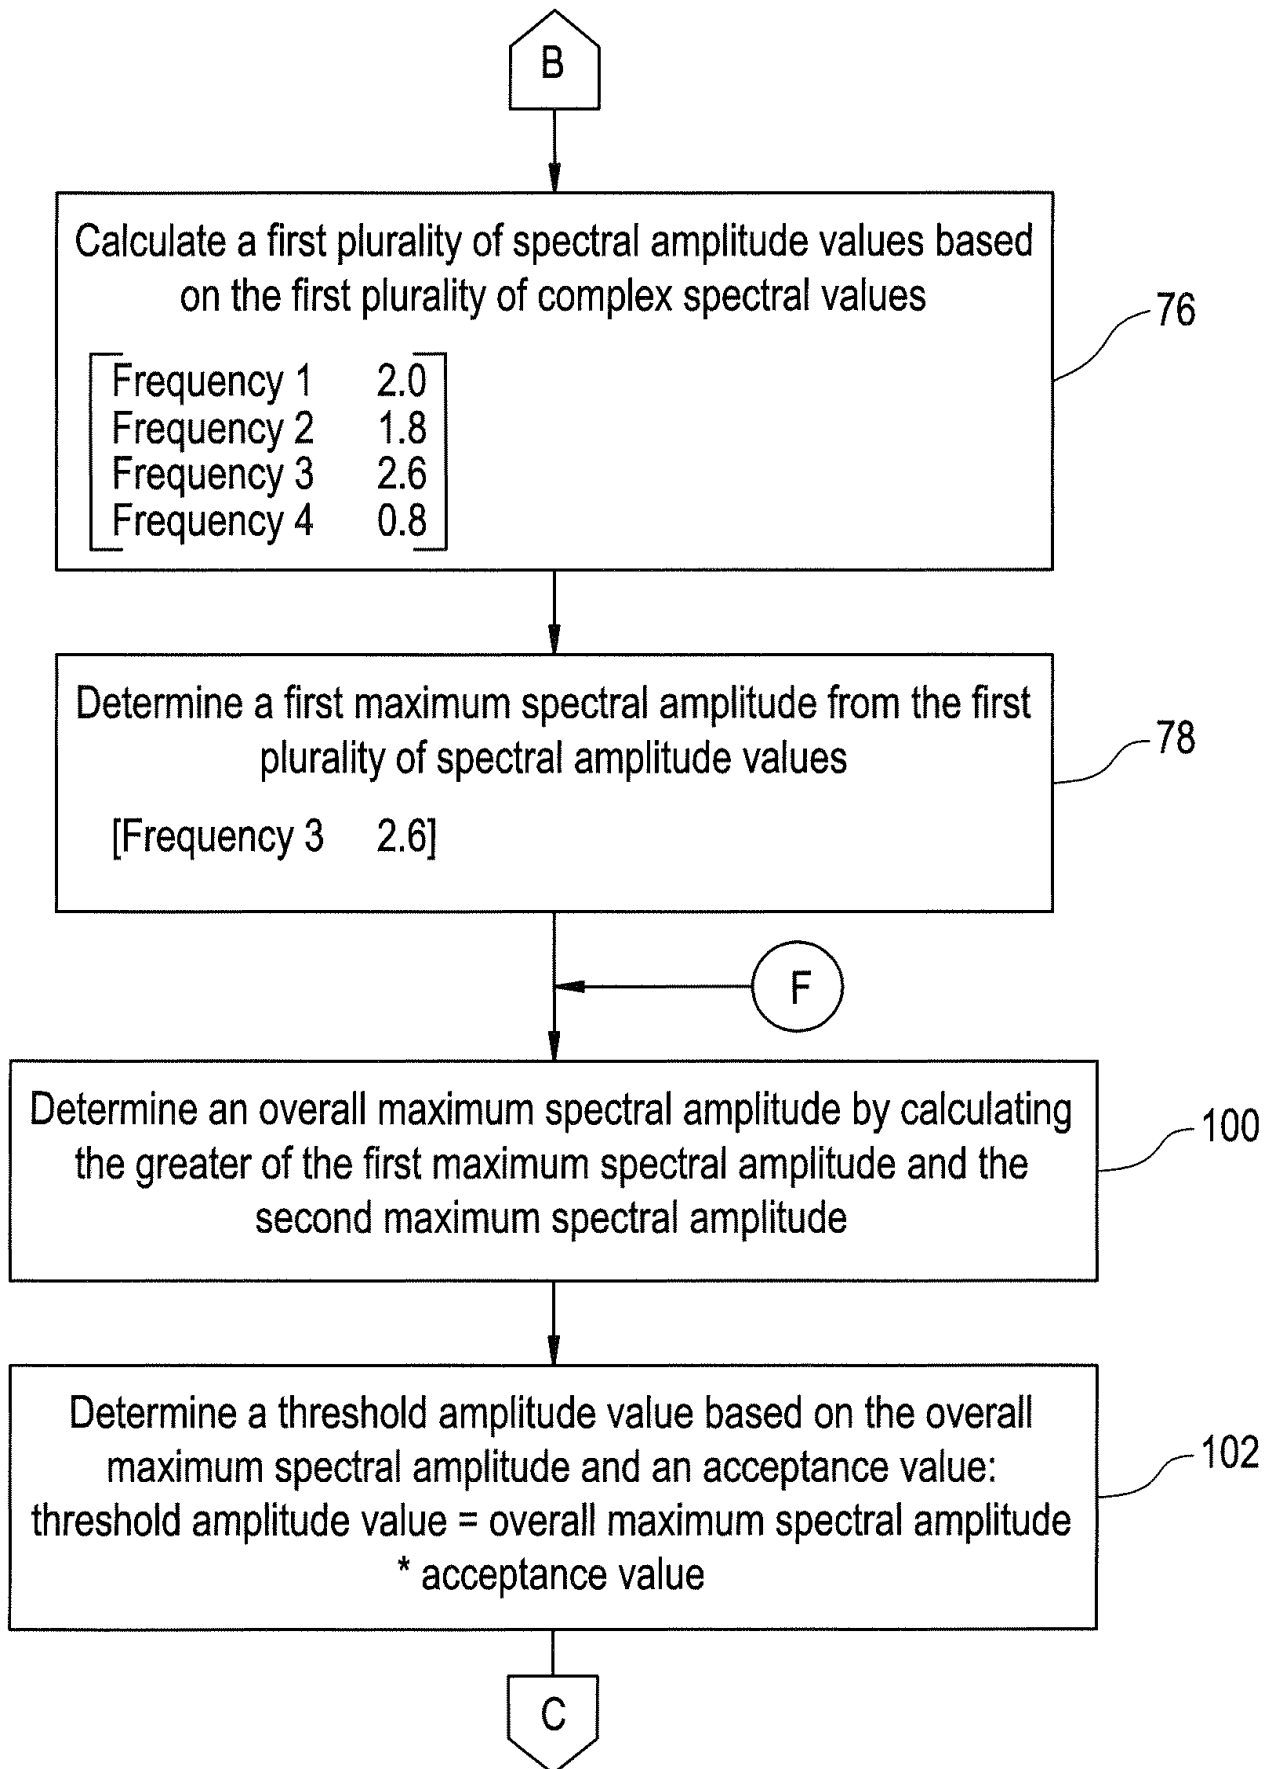 B
Calculate a first plurality of spectral amplitude values based
on the first plurality of complex spectral values
Frequency 1 2.0
Frequency 2 1.8
Frequency 3 2.6
Frequency 4 0.8
76
Determine a first maximum spectral amplitude from the first
plurality of spectral amplitude values
[Frequency 3 2.6]
78
F
Determine an overall maximum spectral amplitude by calculating
the greater of the first maximum spectral amplitude and the
second maximum spectral amplitude
100
Determine a threshold amplitude value based on the overall
maximum spectral amplitude and an acceptance value:
threshold amplitude value = overall maximum spectral amplitude
* acceptance value
102
C